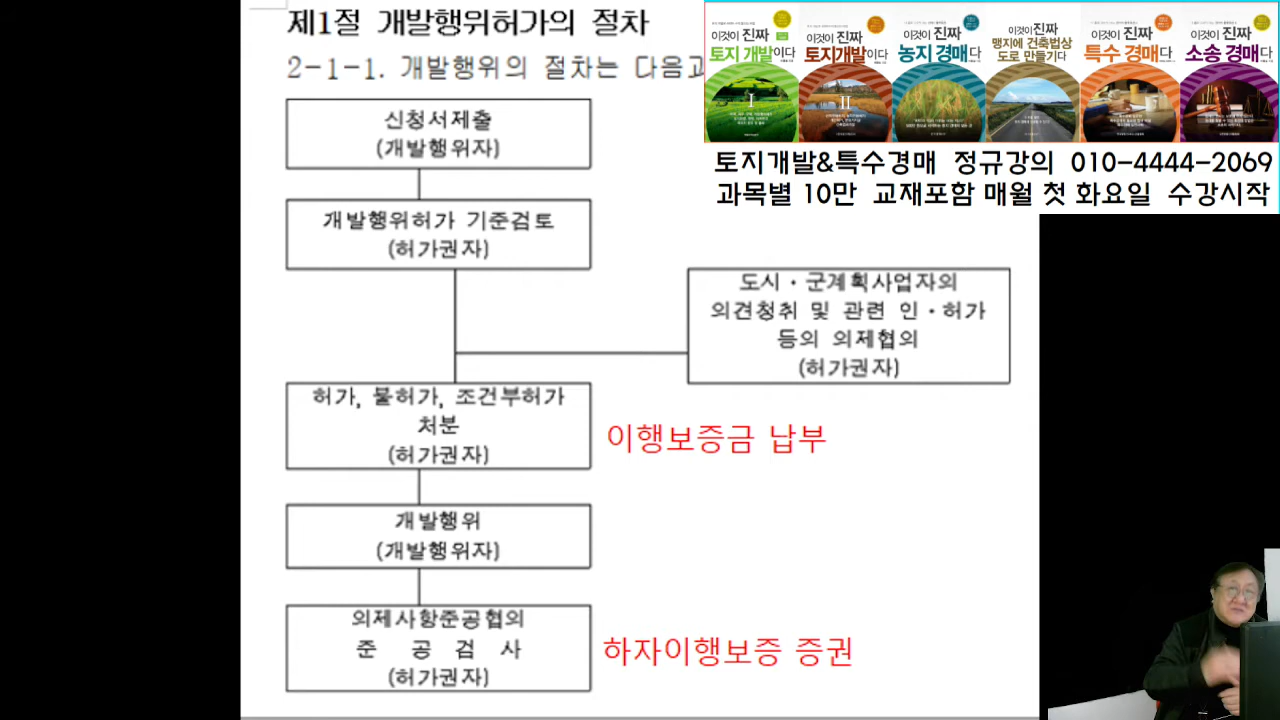 제1절 개발행위허가의 절차
2-1-1. 개발행위의 절차는 다음과
신청서제출
(개발행위자)
개발행위허가 기준검토
(허가권자)
도시·군계획사업자의
의견청취 및 관련 인·허가
등의 의제협의
(허가권자)
허가, 불허가, 조건부허가
처분
(허가권자)
이행보증금 납부
개발행위
(개발행위자)
의제사항준공협의
준 공 검 사
(허가권자)
하자이행보증 증권
이것이 진짜
토지 개발이다
I
이것이 진짜
토지개발이다
II
이것이 진짜
농지 경매다
이것이 진짜
맹지에 건축법상
도로 만들기다
이것이 진짜
특수 경매다
이것이 진짜
소송 경매다
토지개발&특수경매 정규강의 010-4444-2069
과목별 10만 교재포함 매월 첫 화요일 수강시작